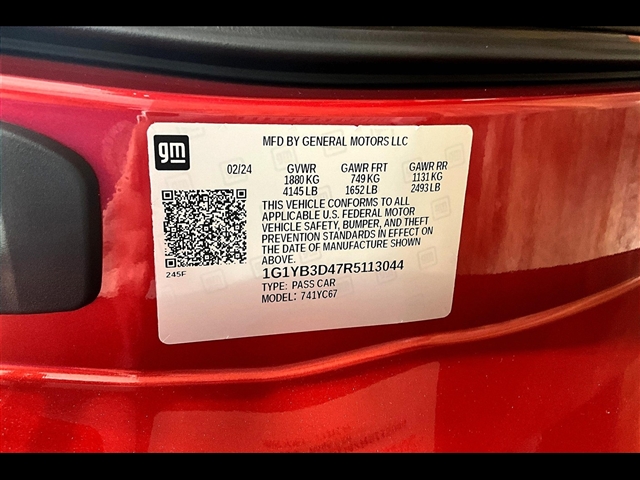 gm
MFD BY GENERAL MOTORS LLC
02/24
GVWR GAWR FRT GAWR RR
1880 KG 749 KG 1131 KG
4145 LB 1652 LB 2493 LB
THIS VEHICLE CONFORMS TO ALL
APPLICABLE U.S. FEDERAL MOTOR
VEHICLE SAFETY, BUMPER, AND THEFT
PREVENTION STANDARDS IN EFFECT ON
THE DATE OF MANUFACTURE SHOWN
ABOVE.
245F
1G1YB3D47R5113044
TYPE: PASS CAR
MODEL: 741YC67